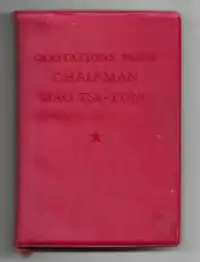 QUOTATIONS FROM
CHAIRMAN
MAO TSE-TUNG